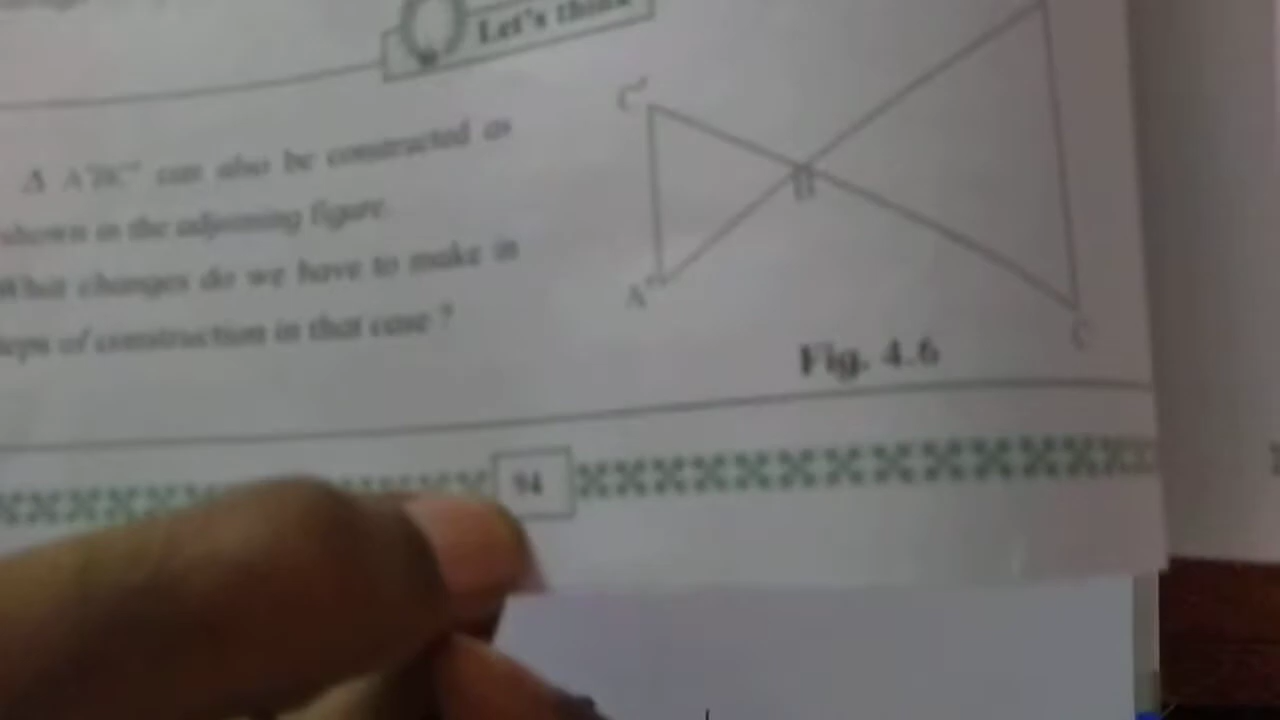 Let's think
C'
Δ A'BC' can also be constructed as
shown in the adjoining figure.
B
What changes do we have to make in
A'
steps of construction in that case ?
C
Fig. 4.6
94